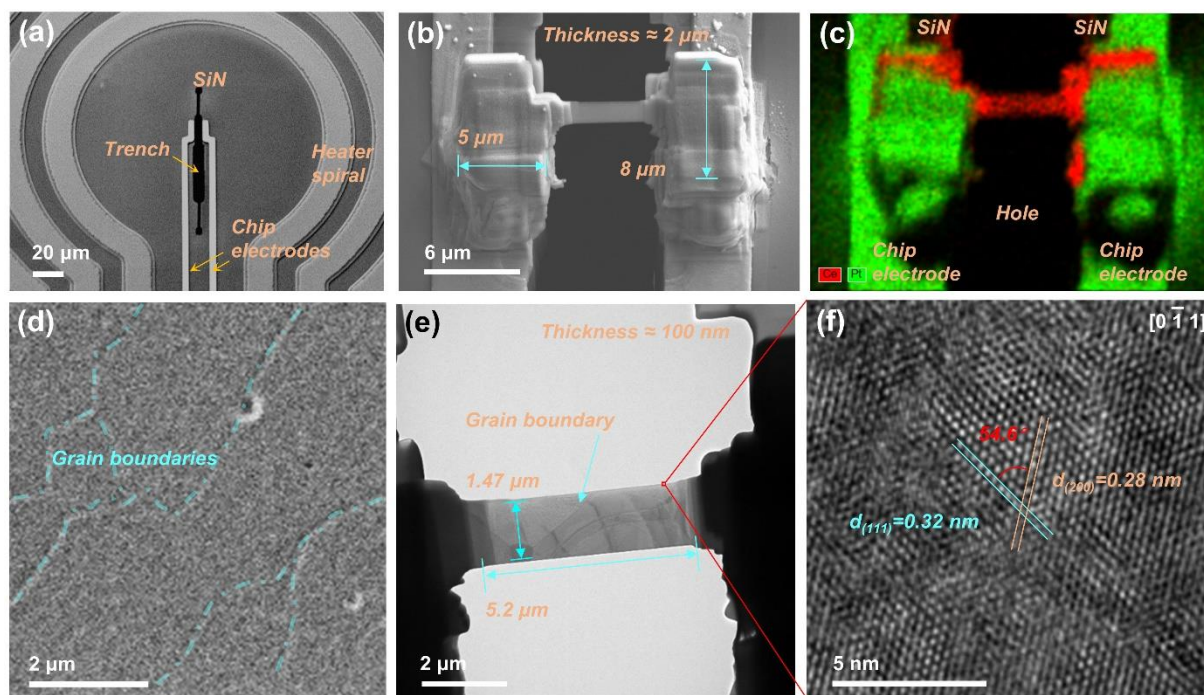 (a)
SiN
Trench
Heater
spiral
Chip
electrodes
20 µm
(b)
Thickness ≈ 2 µm
5 µm
8 µm
6 µm
(c)
SiN
SiN
Hole
Chip
electrode
Chip
electrode
Ce
Pt
(d)
Grain boundaries
2 µm
(e)
Thickness ≈ 100 nm
Grain boundary
1.47 µm
5.2 µm
2 µm
(f)
[0 1̅ 1]
54.6°
d(200)=0.28 nm
d(111)=0.32 nm
5 nm